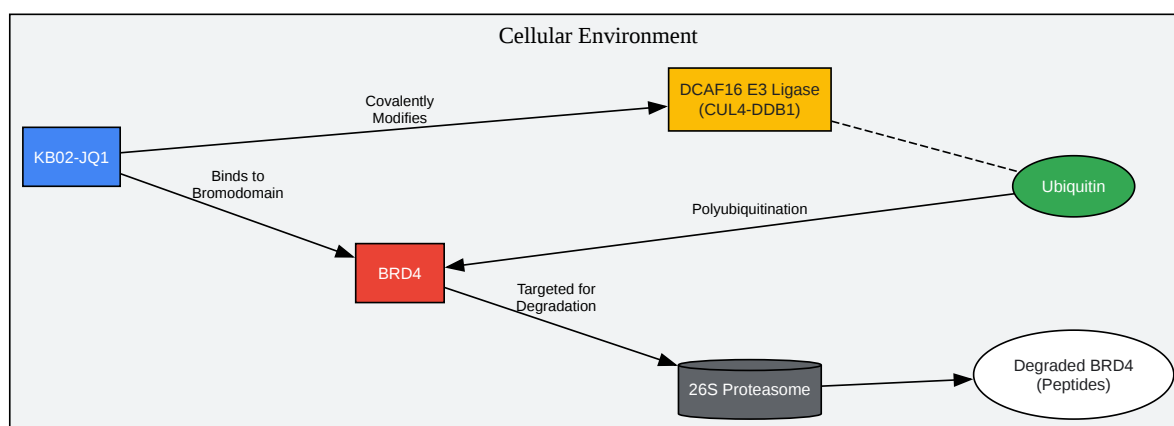 Cellular Environment
DCAF16 E3 Ligase
(CUL4-DDB1)
Covalently
Modifies
KB02-JQ1
Binds to
Bromodomain
Ubiquitin
Polyubiquitination
BRD4
Targeted for
Degradation
26S Proteasome
Degraded BRD4
(Peptides)